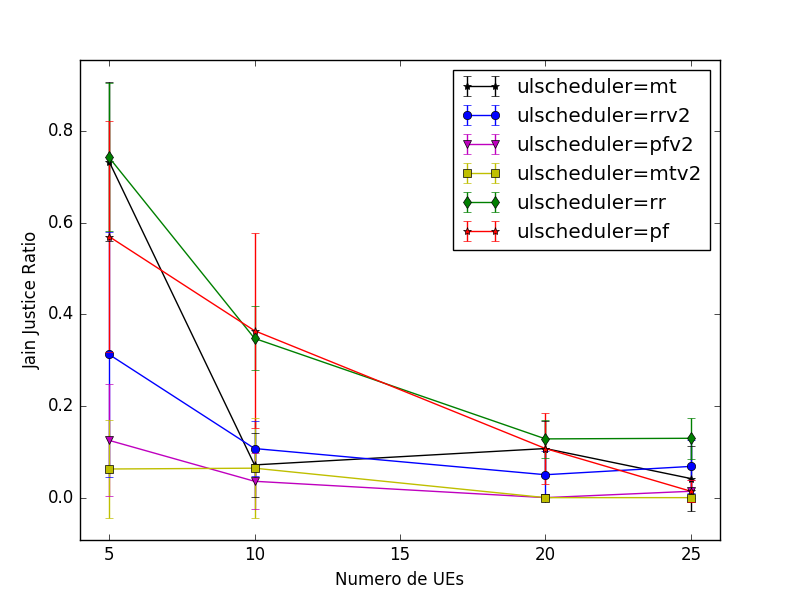 ulscheduler=mt
ulscheduler=rrv2
ulscheduler=pfv2
ulscheduler=mtv2
ulscheduler=rr
ulscheduler=pf
Jain Justice Ratio
0.8
0.6
0.4
0.2
0.0
5 10 15 20 25
Numero de UEs